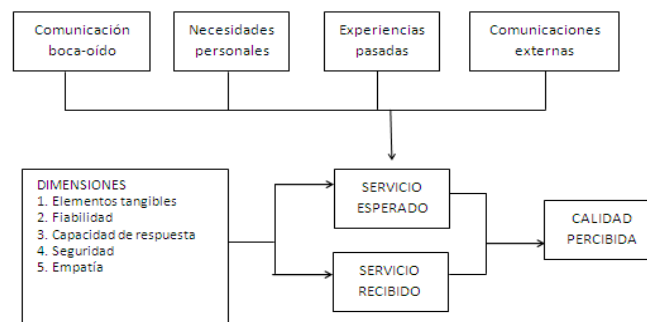 Comunicación
boca-oído
Necesidades
personales
Experiencias
pasadas
Comunicaciones
externas
DIMENSIONES
1. Elementos tangibles
2. Fiabilidad
3. Capacidad de respuesta
4. Seguridad
5. Empatía
SERVICIO
ESPERADO
SERVICIO
RECIBIDO
CALIDAD
PERCIBIDA